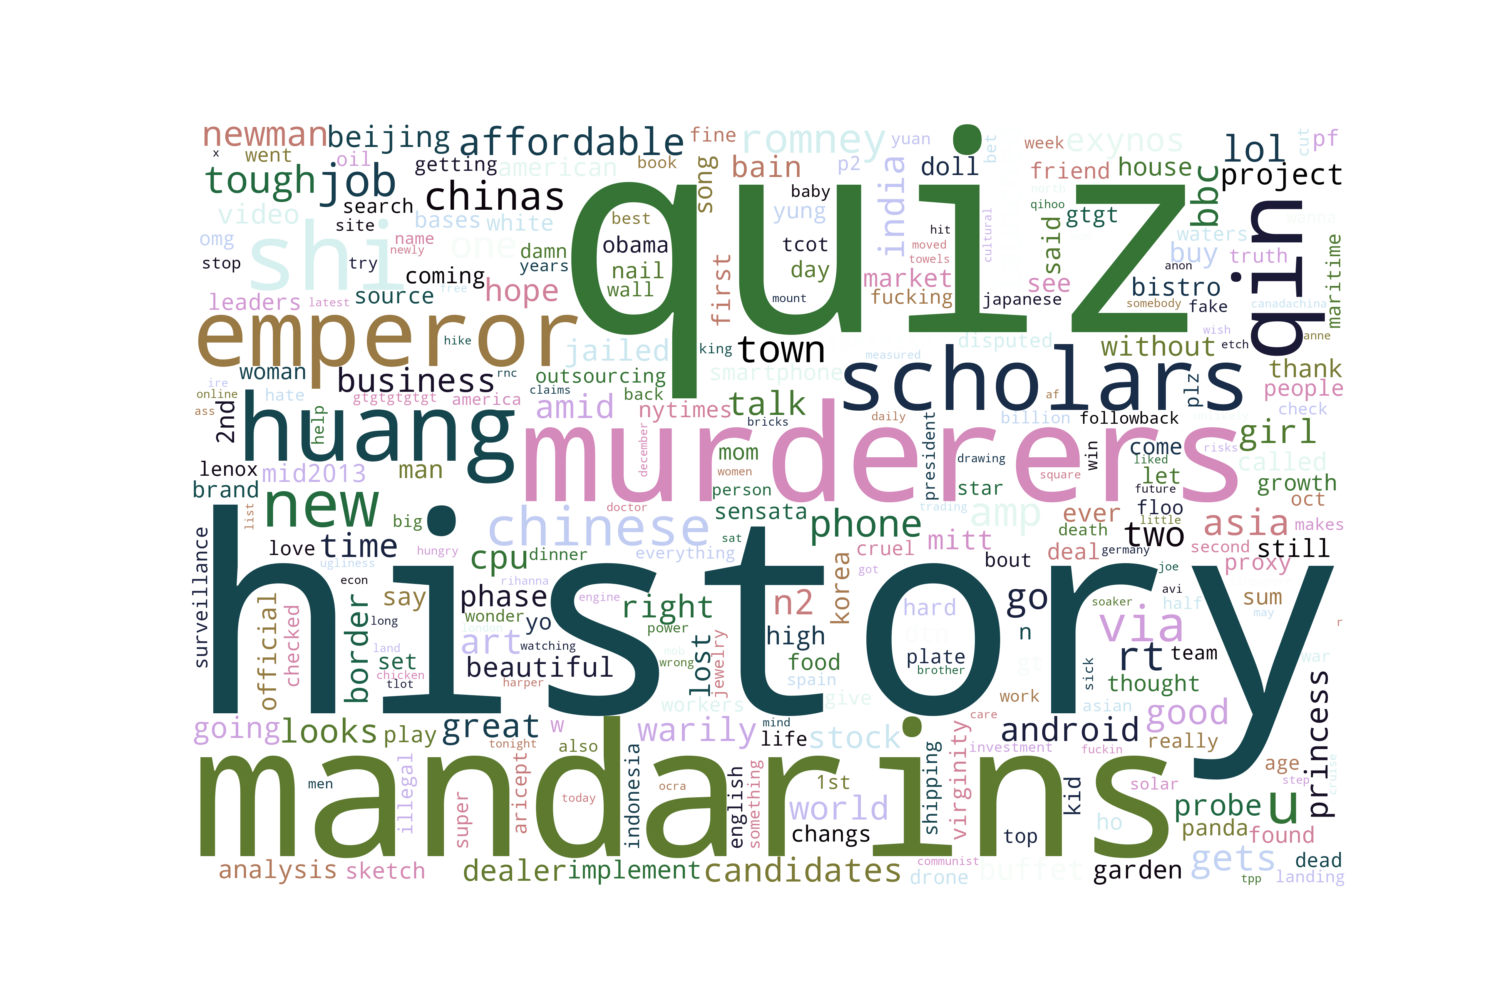 newman beijing affordable fine romney yuan bet week exynos lol cut pf
x went oil getting american book song bain p2 doll friend house bbc project
tough job search chinas quiz baby india said gtgt qihoo north qin
video shi site bases white one best obama yung tcot day hit cultural waters
omg name newly damn nail first moved towels buy truth
stop try coming years wall market see anon bistro maritime
leaders latest source free hope mount fucking japanese somebody fake canadachina
emperor hike jailed king town disputed without wish etch anne
woman business rnc outsourcing smartphone measured scholars thank
ire online hate claims back plz people
ass gtgtgtgtgt america amid nytimes talk daily af billion followback check
2nd huang help december bricks murderers president win come risks girl
lenox mid2013 man mom women drawing liked called
brand new doctor person star square let future growth
list big chinese sensata trading amp ever floo little oct
surveillance love time hungry cpu dinner everything sat phone cruel mitt death deal two asia makes
ugliness germany second still
history econ phase rihanna engine korea got bout joe proxy
official checked border long say wonder yo right n2 hard go soaker avi half sum may
london power high n via r
land art watching lost jewelry food plate gt rt team war
set chicken tlot beautiful harper mob wrong spain brother sick thought
workers give work asian princess
going looks play great w warily mind life stock care android good
tonight also virginity investment fuckin really
mandarins men illegal super aricept today indonesia ocra english something 1st shipping solar age step cruise
world kid probe u
changs top ho panda found
analysis sketch dealer implement candidates communist drone buffet garden gets tpp dead landing